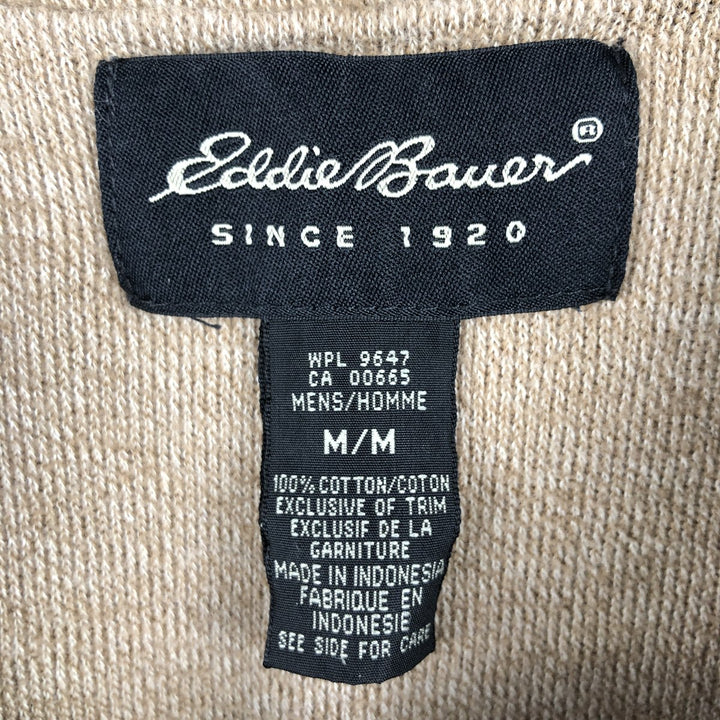 Eddie Bauer®
SINCE 1920
WPL 9647
CA 00665
MENS/HOMME
M/M
100% COTTON/COTON
EXCLUSIVE OF TRIM
EXCLUSIF DE LA
GARNITURE
MADE IN INDONESIA
FABRIQUE EN
INDONESIE
SEE SIDE FOR CARE